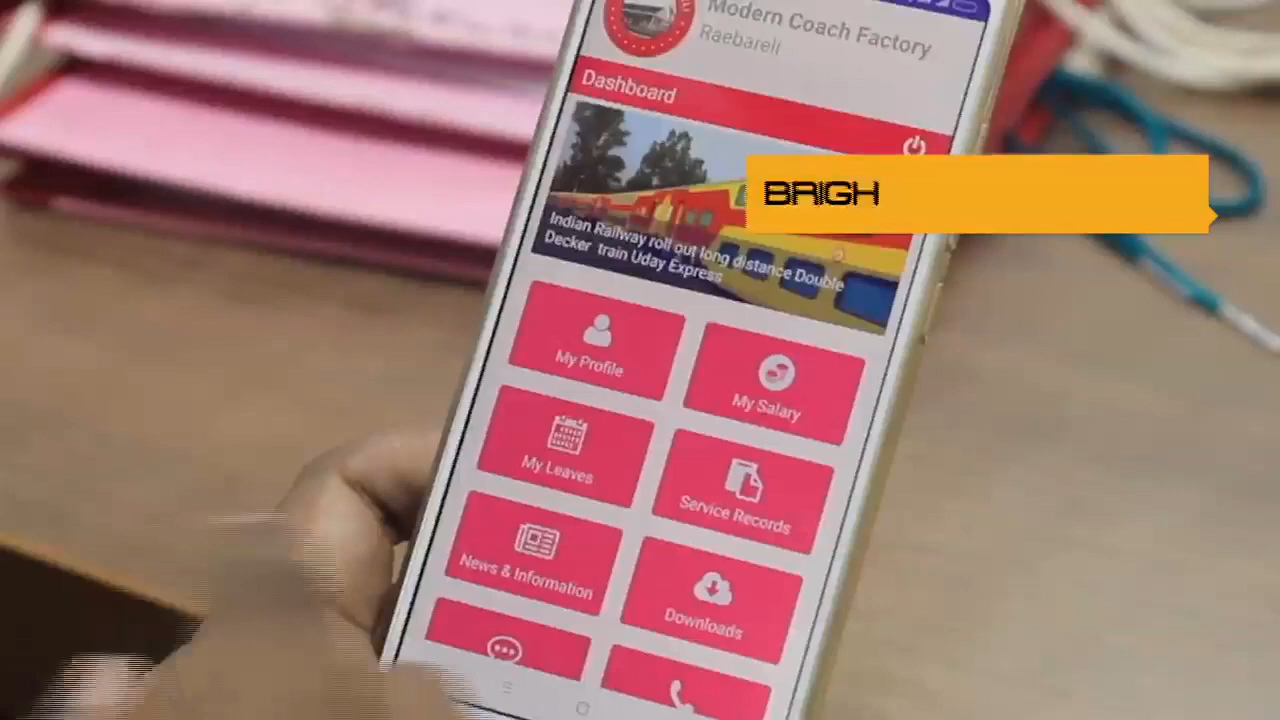 Modern Coach Factory
Raebareli
Dashboard
BRIGH
Indian Railway roll out long distance Double
Decker train Uday Express
My Profile
My Salary
My Leaves
Service Records
News & Information
Downloads